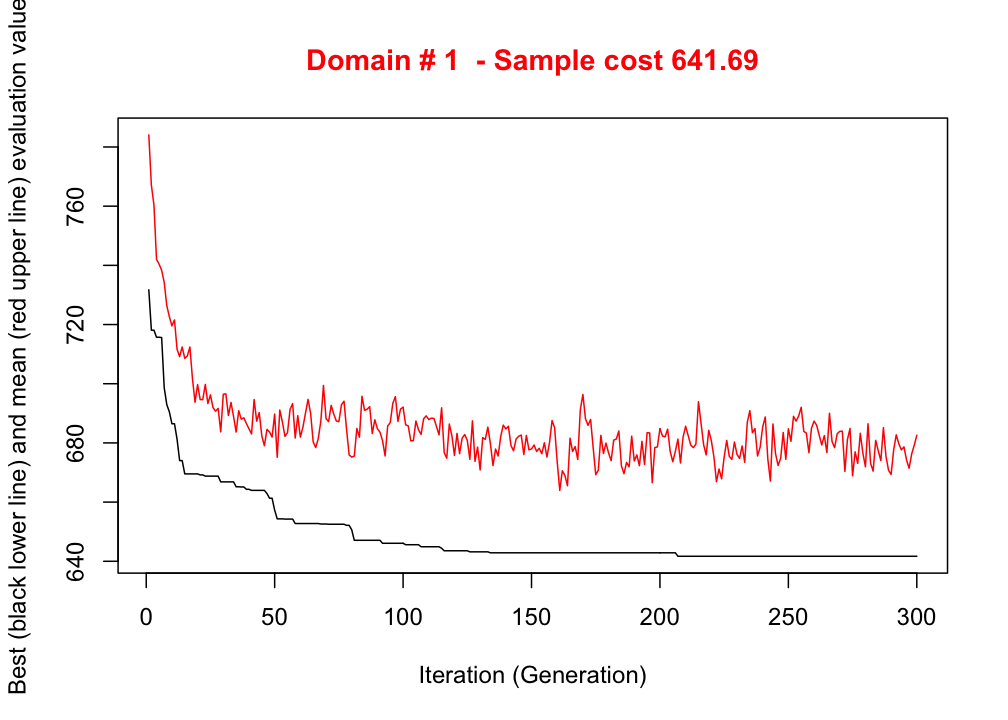 Domain # 1  - Sample cost 641.69
Best (black lower line) and mean (red upper line) evaluation value
760
720
680
640
0 50 100 150 200 250 300
Iteration (Generation)